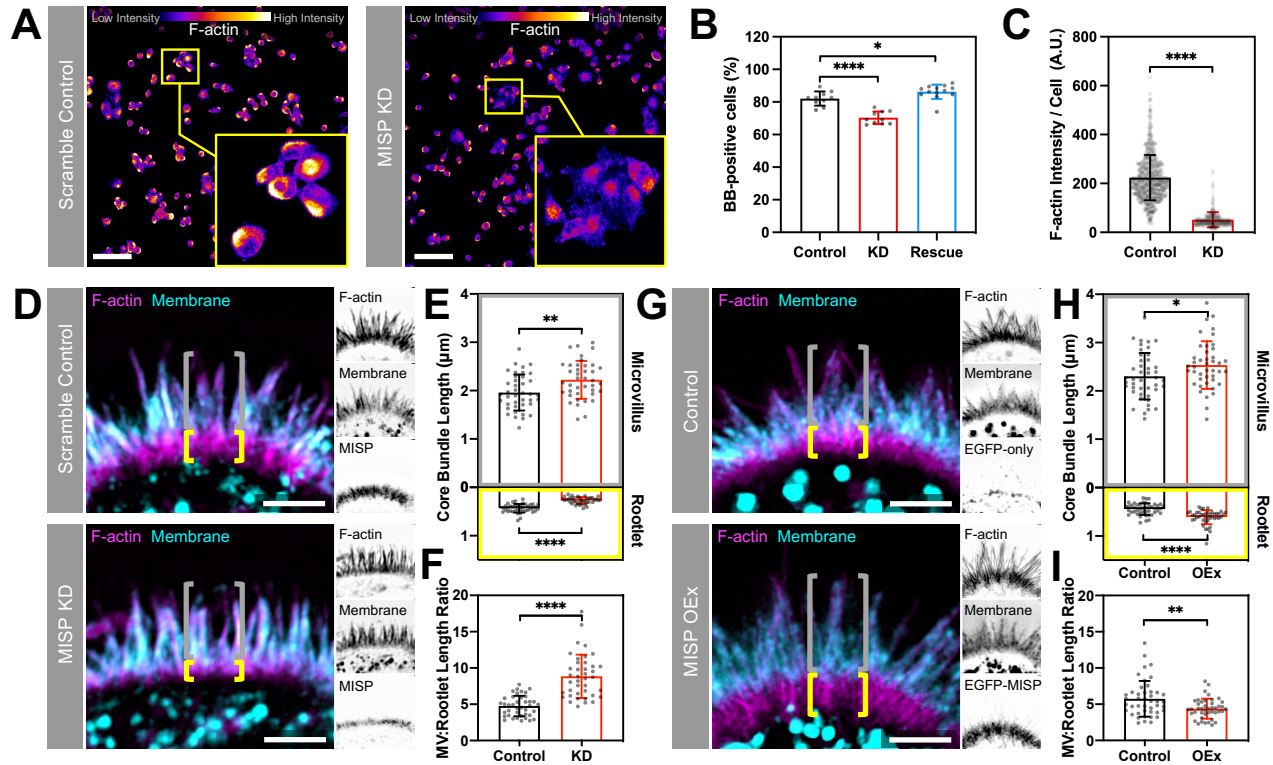 A
Scramble Control
Low Intensity
High Intensity
F-actin
MISP KD
Low Intensity
High Intensity
F-actin
B
BB-positive cells (%)
120
100
80
60
40
20
0
*
****
Control
KD
Rescue
C
F-actin Intensity / Cell (A.U.)
800
600
400
200
0
****
Control
KD
D
Scramble Control
F-actin Membrane
F-actin
Membrane
MISP
MISP KD
F-actin Membrane
F-actin
Membrane
MISP
E
Core Bundle Length (µm)
4
3
2
1
0
1
**
****
Microvillus
Rootlet
F
MV:Rootlet Length Ratio
20
15
10
5
0
****
Control
KD
G
Control
F-actin Membrane
F-actin
Membrane
EGFP-only
MISP OEx
F-actin Membrane
F-actin
Membrane
EGFP-MISP
H
Core Bundle Length (µm)
4
3
2
1
0
1
*
****
Microvillus
Rootlet
Control
OEx
I
MV:Rootlet Length Ratio
20
15
10
5
0
**
Control
OEx